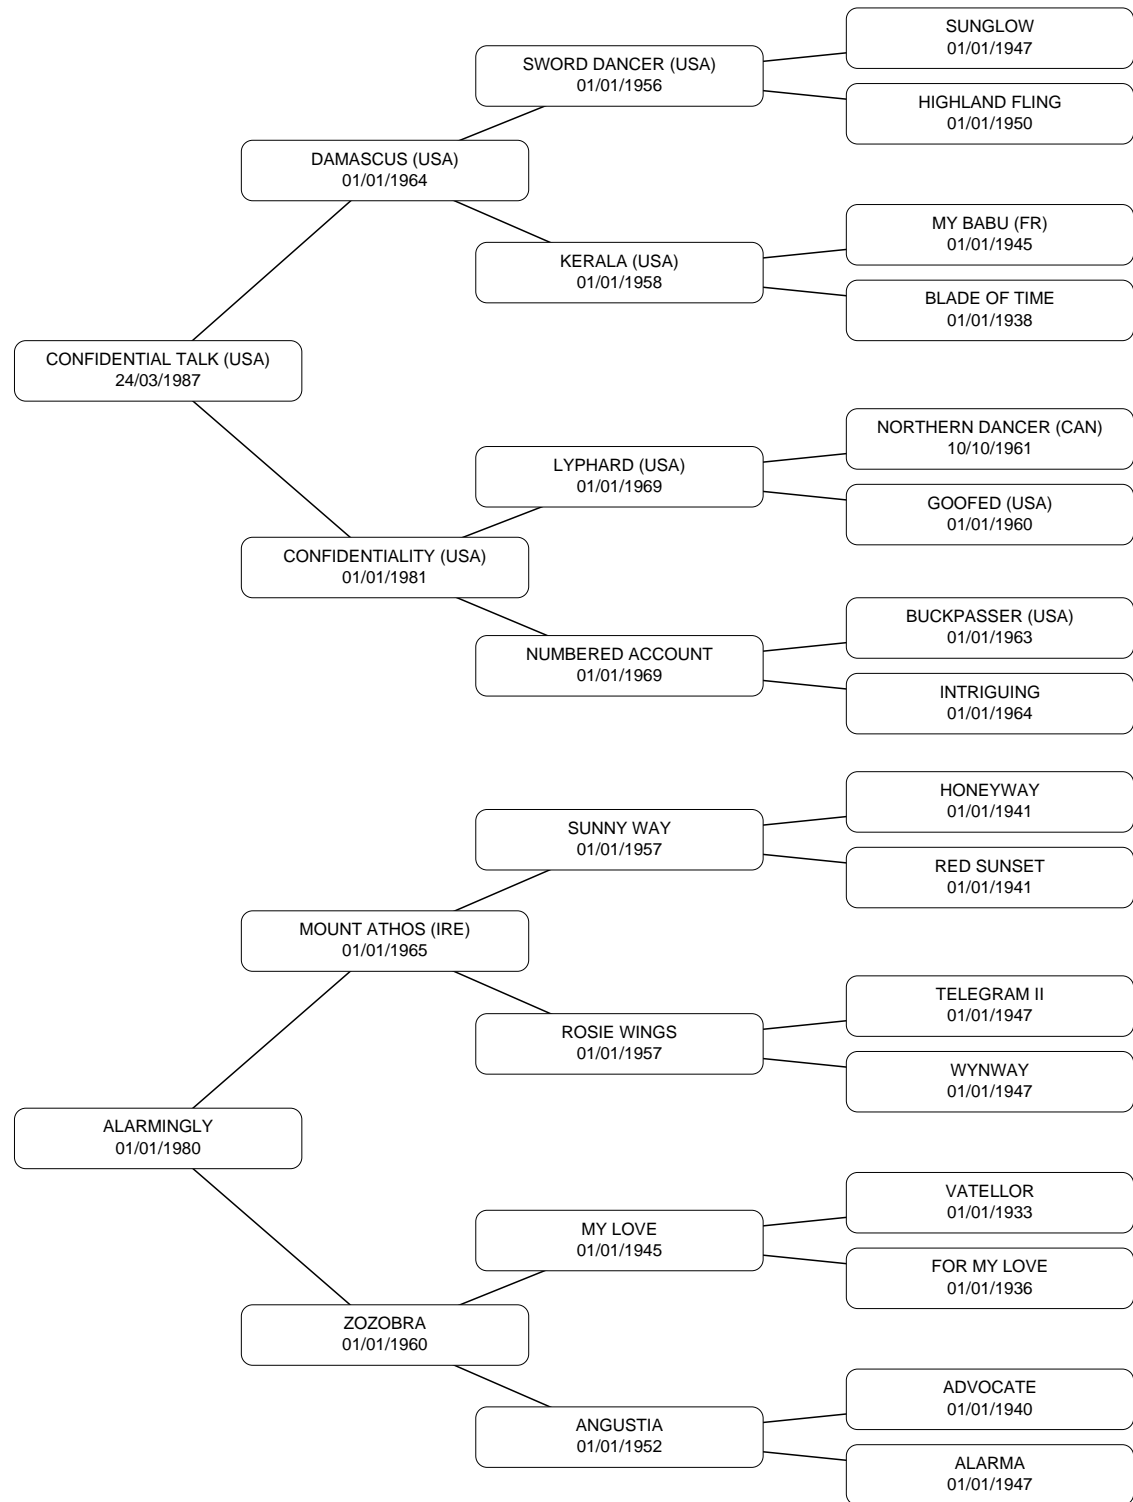 SUNGLOW
01/01/1947
SWORD DANCER (USA)
01/01/1956
HIGHLAND FLING
01/01/1950
DAMASCUS (USA)
01/01/1964
MY BABU (FR)
01/01/1945
KERALA (USA)
01/01/1958
BLADE OF TIME
01/01/1938
CONFIDENTIAL TALK (USA)
24/03/1987
NORTHERN DANCER (CAN)
10/10/1961
LYPHARD (USA)
01/01/1969
GOOFED (USA)
01/01/1960
CONFIDENTIALITY (USA)
01/01/1981
BUCKPASSER (USA)
01/01/1963
NUMBERED ACCOUNT
01/01/1969
INTRIGUING
01/01/1964
HONEYWAY
01/01/1941
SUNNY WAY
01/01/1957
RED SUNSET
01/01/1941
MOUNT ATHOS (IRE)
01/01/1965
TELEGRAM II
01/01/1947
ROSIE WINGS
01/01/1957
WYNWAY
01/01/1947
ALARMINGLY
01/01/1980
VATELLOR
01/01/1933
MY LOVE
01/01/1945
FOR MY LOVE
01/01/1936
ZOZOBRA
01/01/1960
ADVOCATE
01/01/1940
ANGUSTIA
01/01/1952
ALARMA
01/01/1947